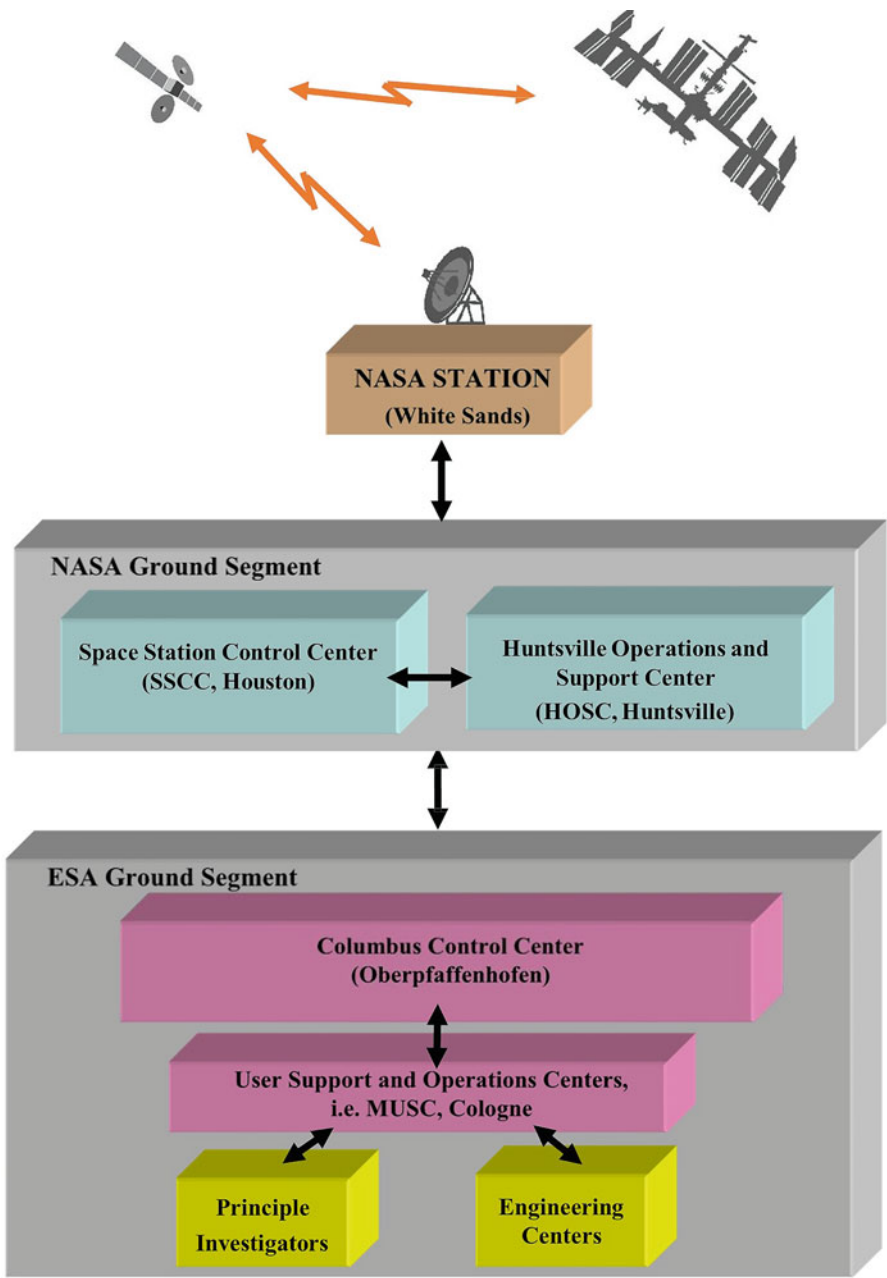 NASA STATION
(White Sands)
NASA Ground Segment
Space Station Control Center
(SSCC, Houston)
Huntsville Operations and
Support Center
(HOSC, Huntsville)
ESA Ground Segment
Columbus Control Center
(Oberpfaffenhofen)
User Support and Operations Centers,
i.e. MUSC, Cologne
Principle
Investigators
Engineering
Centers